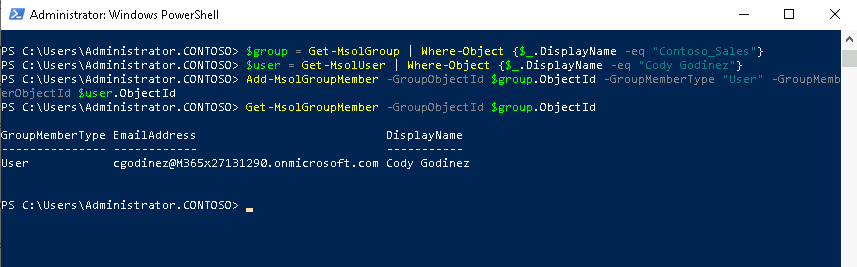 Administrator: Windows PowerShell
PS C:\Users\Administrator.CONTOSO> $group = Get-MsolGroup | Where-Object {$_.DisplayName -eq "Contoso_Sales"}
PS C:\Users\Administrator.CONTOSO> $user = Get-MsolUser | Where-Object {$_.DisplayName -eq "Cody Godinez"}
PS C:\Users\Administrator.CONTOSO> Add-MsolGroupMember -GroupObjectId $group.ObjectId -GroupMemberType "User" -GroupMemb
erObjectId $user.ObjectId
PS C:\Users\Administrator.CONTOSO> Get-MsolGroupMember -GroupObjectId $group.ObjectId
GroupMemberType EmailAddress DisplayName
--------------- ------------ -----------
User cgodinez@M365x27131290.onmicrosoft.com Cody Godinez
PS C:\Users\Administrator.CONTOSO>